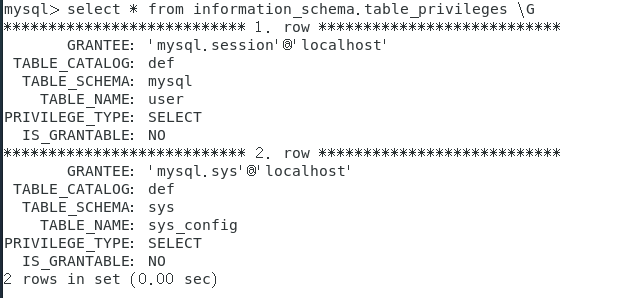 mysql> select * from information_schema.table_privileges \G
*************************** 1. row ***************************
GRANTEE: 'mysql.session'@'localhost'
TABLE_CATALOG: def
TABLE_SCHEMA: mysql
TABLE_NAME: user
PRIVILEGE_TYPE: SELECT
IS_GRANTABLE: NO
*************************** 2. row ***************************
GRANTEE: 'mysql.sys'@'localhost'
TABLE_CATALOG: def
TABLE_SCHEMA: sys
TABLE_NAME: sys_config
PRIVILEGE_TYPE: SELECT
IS_GRANTABLE: NO
2 rows in set (0.00 sec)